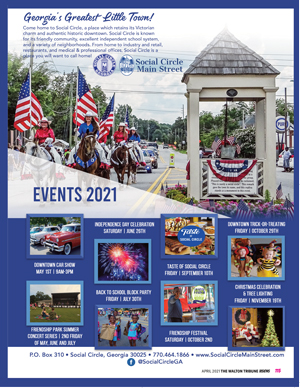 Georgia's Greatest Little Town!
Come home to Social Circle, a place which retains its Victorian
charm and authentic historic downtown. Social Circle is known
for its friendly community, excellent independent school system,
and a variety of neighborhoods. From home to industry and retail,
restaurants, and medical & professional offices, Social Circle is a
place you will want to call home!
Social Circle
Main Street
EVENTS 2021
DOWNTOWN CAR SHOW
MAY 1ST | 8AM-3PM
INDEPENDENCE DAY CELEBRATION
SATURDAY | JUNE 26TH
Taste
SOCIAL CIRCLE
TASTE OF SOCIAL CIRCLE
FRIDAY | SEPTEMBER 10TH
DOWNTOWN TRICK-OR-TREATING
FRIDAY | OCTOBER 29TH
FRIENDSHIP PARK SUMMER
CONCERT SERIES | 2ND FRIDAY
OF MAY, JUNE AND JULY
BACK TO SCHOOL BLOCK PARTY
FRIDAY | JULY 30TH
FRIENDSHIP FESTIVAL
SATURDAY | OCTOBER 2ND
CHRISTMAS CELEBRATION
& TREE LIGHTING
FRIDAY | NOVEMBER 19TH
P.O. Box 310 • Social Circle, Georgia 30025 • 770.464.1866 • www.SocialCircleMainStreet.com
@SocialCircleGA
APRIL 2021 THE WALTON TRIBUNE
115